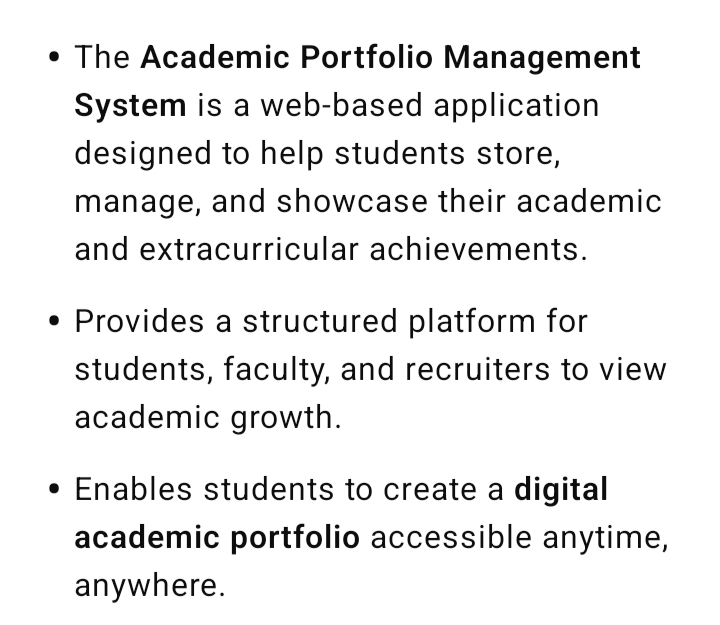 • The Academic Portfolio Management
System is a web-based application
designed to help students store,
manage, and showcase their academic
and extracurricular achievements.
• Provides a structured platform for
students, faculty, and recruiters to view
academic growth.
• Enables students to create a digital
academic portfolio accessible anytime,
anywhere.